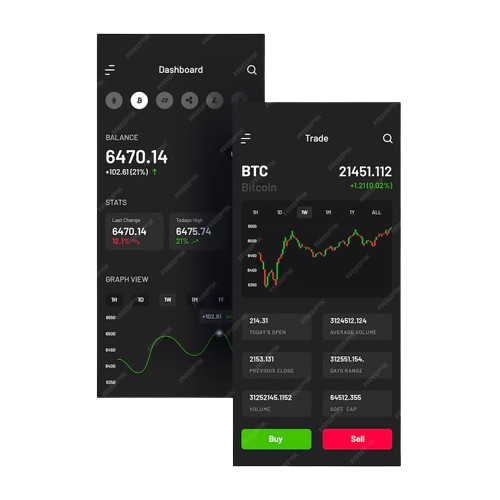 Dashboard
BALANCE
6470.14
+102.61 (21%)
STATS
Last Change
6470.14
12.1%
Todays High
6475.74
21%
GRAPH VIEW
1H 1D 1W 1M 1Y
+102.61
6550
6500
6450
6400
6350
Trade
BTC 21451.112
Bitcoin +1.21 (0.02%)
1H 1D 1W 1M 1Y ALL
6550
6500
6450
6400
6350
214.31
TODAY'S OPEN
3124512.124
AVERAGE VOLUME
2153.131
PREVIOUS CLOSE
312551.154.
DAYS RANGE
31252145.1152
VOLUME
64512.355
SOFT CAP
Buy Sell